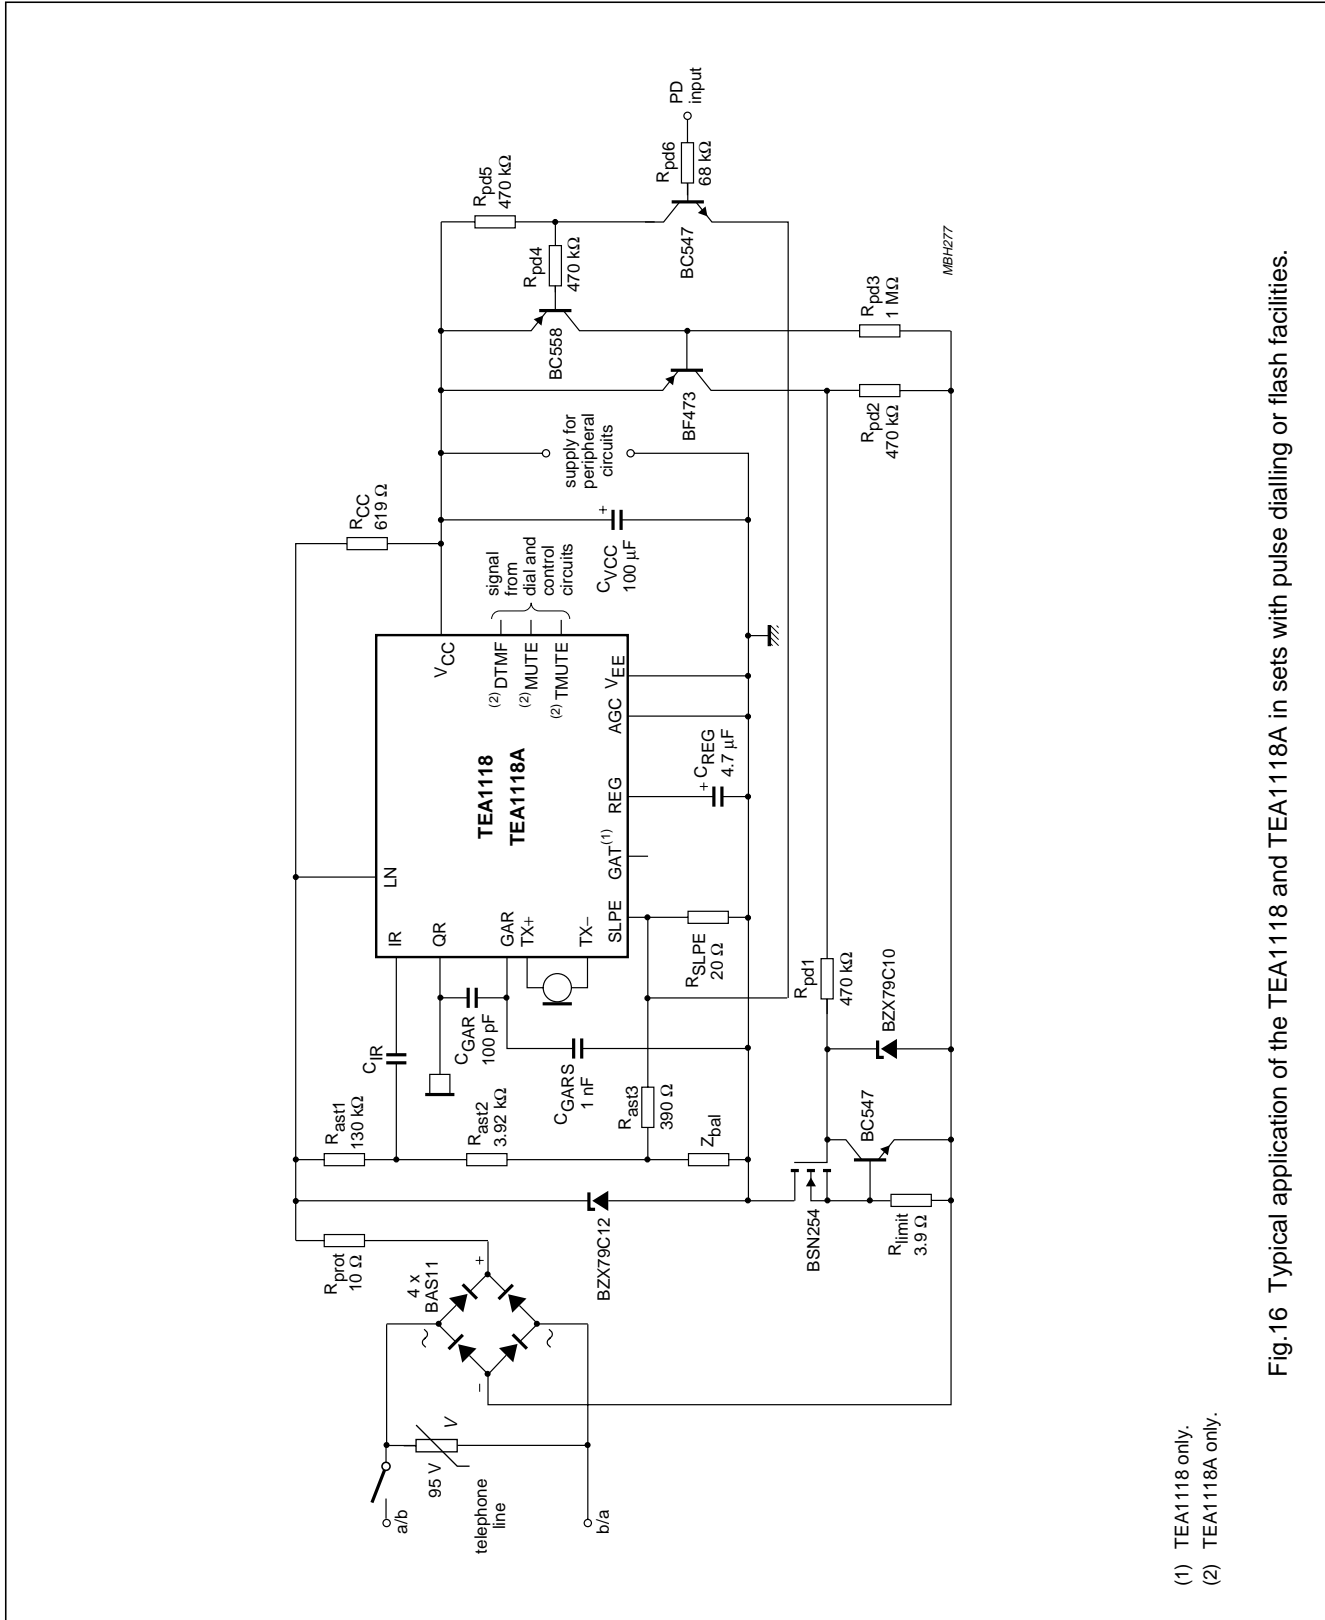 a/b
telephone
line
b/a
95 V
V
4 x
BAS11
~
~
+
−
Rprot
10 Ω
BZX79C12
Rast1
130 kΩ
Rast2
3.92 kΩ
CIR
CGAR
100 pF
CGARS
1 nF
Rast3
390 Ω
Zbal
BSN254
BC547
Rlimit
3.9 Ω
BZX79C10
Rpd1
470 kΩ
RSLPE
20 Ω
LN
IR
QR
GAR
TX+
TX−
SLPE
GAT(1)
REG
AGC
VEE
VCC
(2)DTMF
(2)MUTE
(2)TMUTE
TEA1118
TEA1118A
+ CREG
4.7 μF
signal
from
dial and
control
circuits
RCC
619 Ω
+
CVCC
100 μF
supply for
peripheral
circuits
BF473
BC558
Rpd4
470 kΩ
Rpd5
470 kΩ
Rpd6
68 kΩ
PD
input
BC547
Rpd2
470 kΩ
Rpd3
1 MΩ
MBH277
(1) TEA1118 only.
(2) TEA1118A only.
Fig.16 Typical application of the TEA1118 and TEA1118A in sets with pulse dialling or flash facilities.